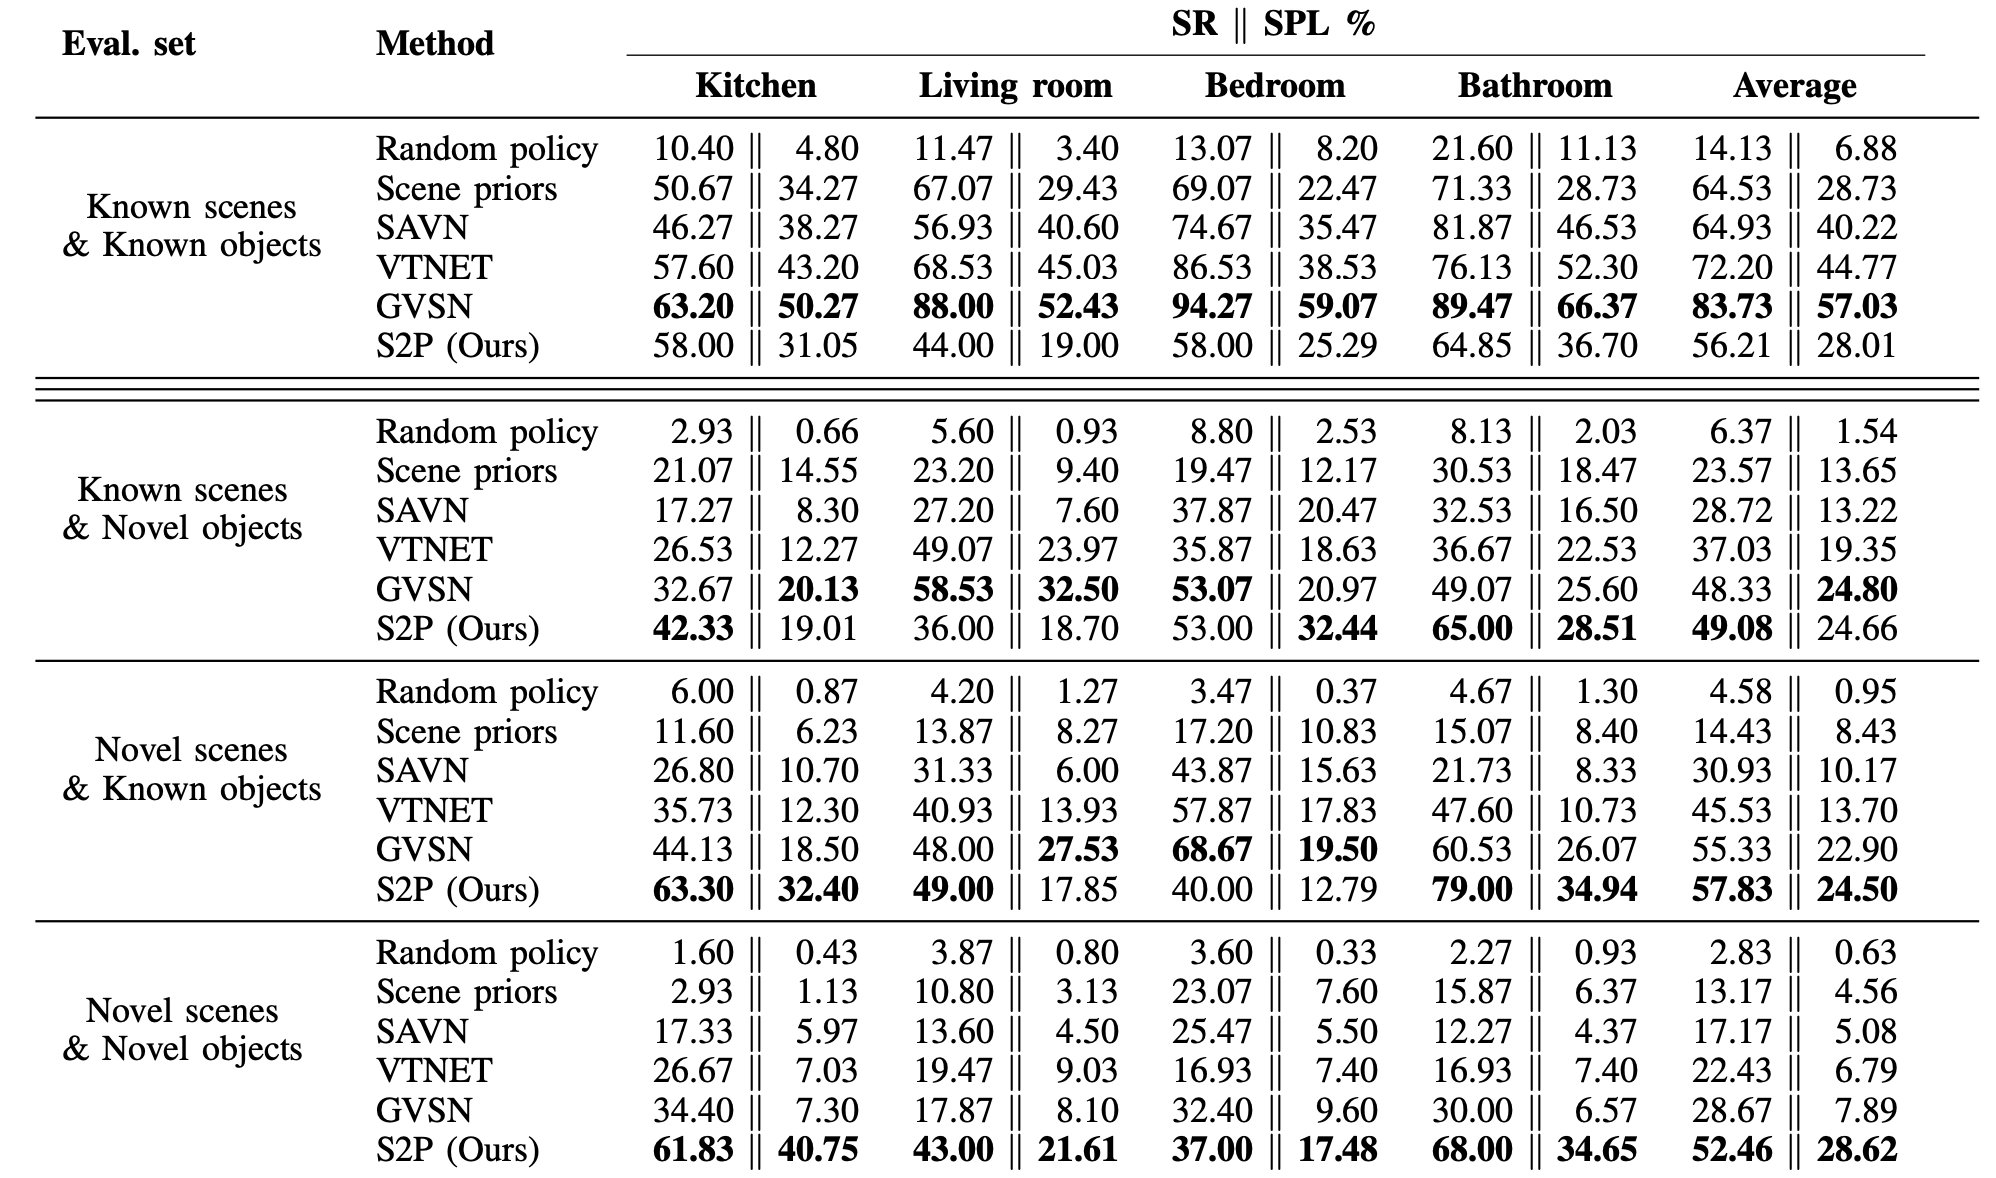 SR ‖ SPL %
Eval. set Method
Kitchen Living room Bedroom Bathroom Average
Random policy 10.40 ‖ 4.80 11.47 ‖ 3.40 13.07 ‖ 8.20 21.60 ‖ 11.13 14.13 ‖ 6.88
Scene priors 50.67 ‖ 34.27 67.07 ‖ 29.43 69.07 ‖ 22.47 71.33 ‖ 28.73 64.53 ‖ 28.73
Known scenes
SAVN 46.27 ‖ 38.27 56.93 ‖ 40.60 74.67 ‖ 35.47 81.87 ‖ 46.53 64.93 ‖ 40.22
& Known objects
VTNET 57.60 ‖ 43.20 68.53 ‖ 45.03 86.53 ‖ 38.53 76.13 ‖ 52.30 72.20 ‖ 44.77
GVSN 63.20 ‖ 50.27 88.00 ‖ 52.43 94.27 ‖ 59.07 89.47 ‖ 66.37 83.73 ‖ 57.03
S2P (Ours) 58.00 ‖ 31.05 44.00 ‖ 19.00 58.00 ‖ 25.29 64.85 ‖ 36.70 56.21 ‖ 28.01
Random policy 2.93 ‖ 0.66 5.60 ‖ 0.93 8.80 ‖ 2.53 8.13 ‖ 2.03 6.37 ‖ 1.54
Scene priors 21.07 ‖ 14.55 23.20 ‖ 9.40 19.47 ‖ 12.17 30.53 ‖ 18.47 23.57 ‖ 13.65
Known scenes
SAVN 17.27 ‖ 8.30 27.20 ‖ 7.60 37.87 ‖ 20.47 32.53 ‖ 16.50 28.72 ‖ 13.22
& Novel objects
VTNET 26.53 ‖ 12.27 49.07 ‖ 23.97 35.87 ‖ 18.63 36.67 ‖ 22.53 37.03 ‖ 19.35
GVSN 32.67 ‖ 20.13 58.53 ‖ 32.50 53.07 ‖ 20.97 49.07 ‖ 25.60 48.33 ‖ 24.80
S2P (Ours) 42.33 ‖ 19.01 36.00 ‖ 18.70 53.00 ‖ 32.44 65.00 ‖ 28.51 49.08 ‖ 24.66
Random policy 6.00 ‖ 0.87 4.20 ‖ 1.27 3.47 ‖ 0.37 4.67 ‖ 1.30 4.58 ‖ 0.95
Scene priors 11.60 ‖ 6.23 13.87 ‖ 8.27 17.20 ‖ 10.83 15.07 ‖ 8.40 14.43 ‖ 8.43
Novel scenes
SAVN 26.80 ‖ 10.70 31.33 ‖ 6.00 43.87 ‖ 15.63 21.73 ‖ 8.33 30.93 ‖ 10.17
& Known objects
VTNET 35.73 ‖ 12.30 40.93 ‖ 13.93 57.87 ‖ 17.83 47.60 ‖ 10.73 45.53 ‖ 13.70
GVSN 44.13 ‖ 18.50 48.00 ‖ 27.53 68.67 ‖ 19.50 60.53 ‖ 26.07 55.33 ‖ 22.90
S2P (Ours) 63.30 ‖ 32.40 49.00 ‖ 17.85 40.00 ‖ 12.79 79.00 ‖ 34.94 57.83 ‖ 24.50
Random policy 1.60 ‖ 0.43 3.87 ‖ 0.80 3.60 ‖ 0.33 2.27 ‖ 0.93 2.83 ‖ 0.63
Scene priors 2.93 ‖ 1.13 10.80 ‖ 3.13 23.07 ‖ 7.60 15.87 ‖ 6.37 13.17 ‖ 4.56
Novel scenes
SAVN 17.33 ‖ 5.97 13.60 ‖ 4.50 25.47 ‖ 5.50 12.27 ‖ 4.37 17.17 ‖ 5.08
& Novel objects
VTNET 26.67 ‖ 7.03 19.47 ‖ 9.03 16.93 ‖ 7.40 16.93 ‖ 7.40 22.43 ‖ 6.79
GVSN 34.40 ‖ 7.30 17.87 ‖ 8.10 32.40 ‖ 9.60 30.00 ‖ 6.57 28.67 ‖ 7.89
S2P (Ours) 61.83 ‖ 40.75 43.00 ‖ 21.61 37.00 ‖ 17.48 68.00 ‖ 34.65 52.46 ‖ 28.62